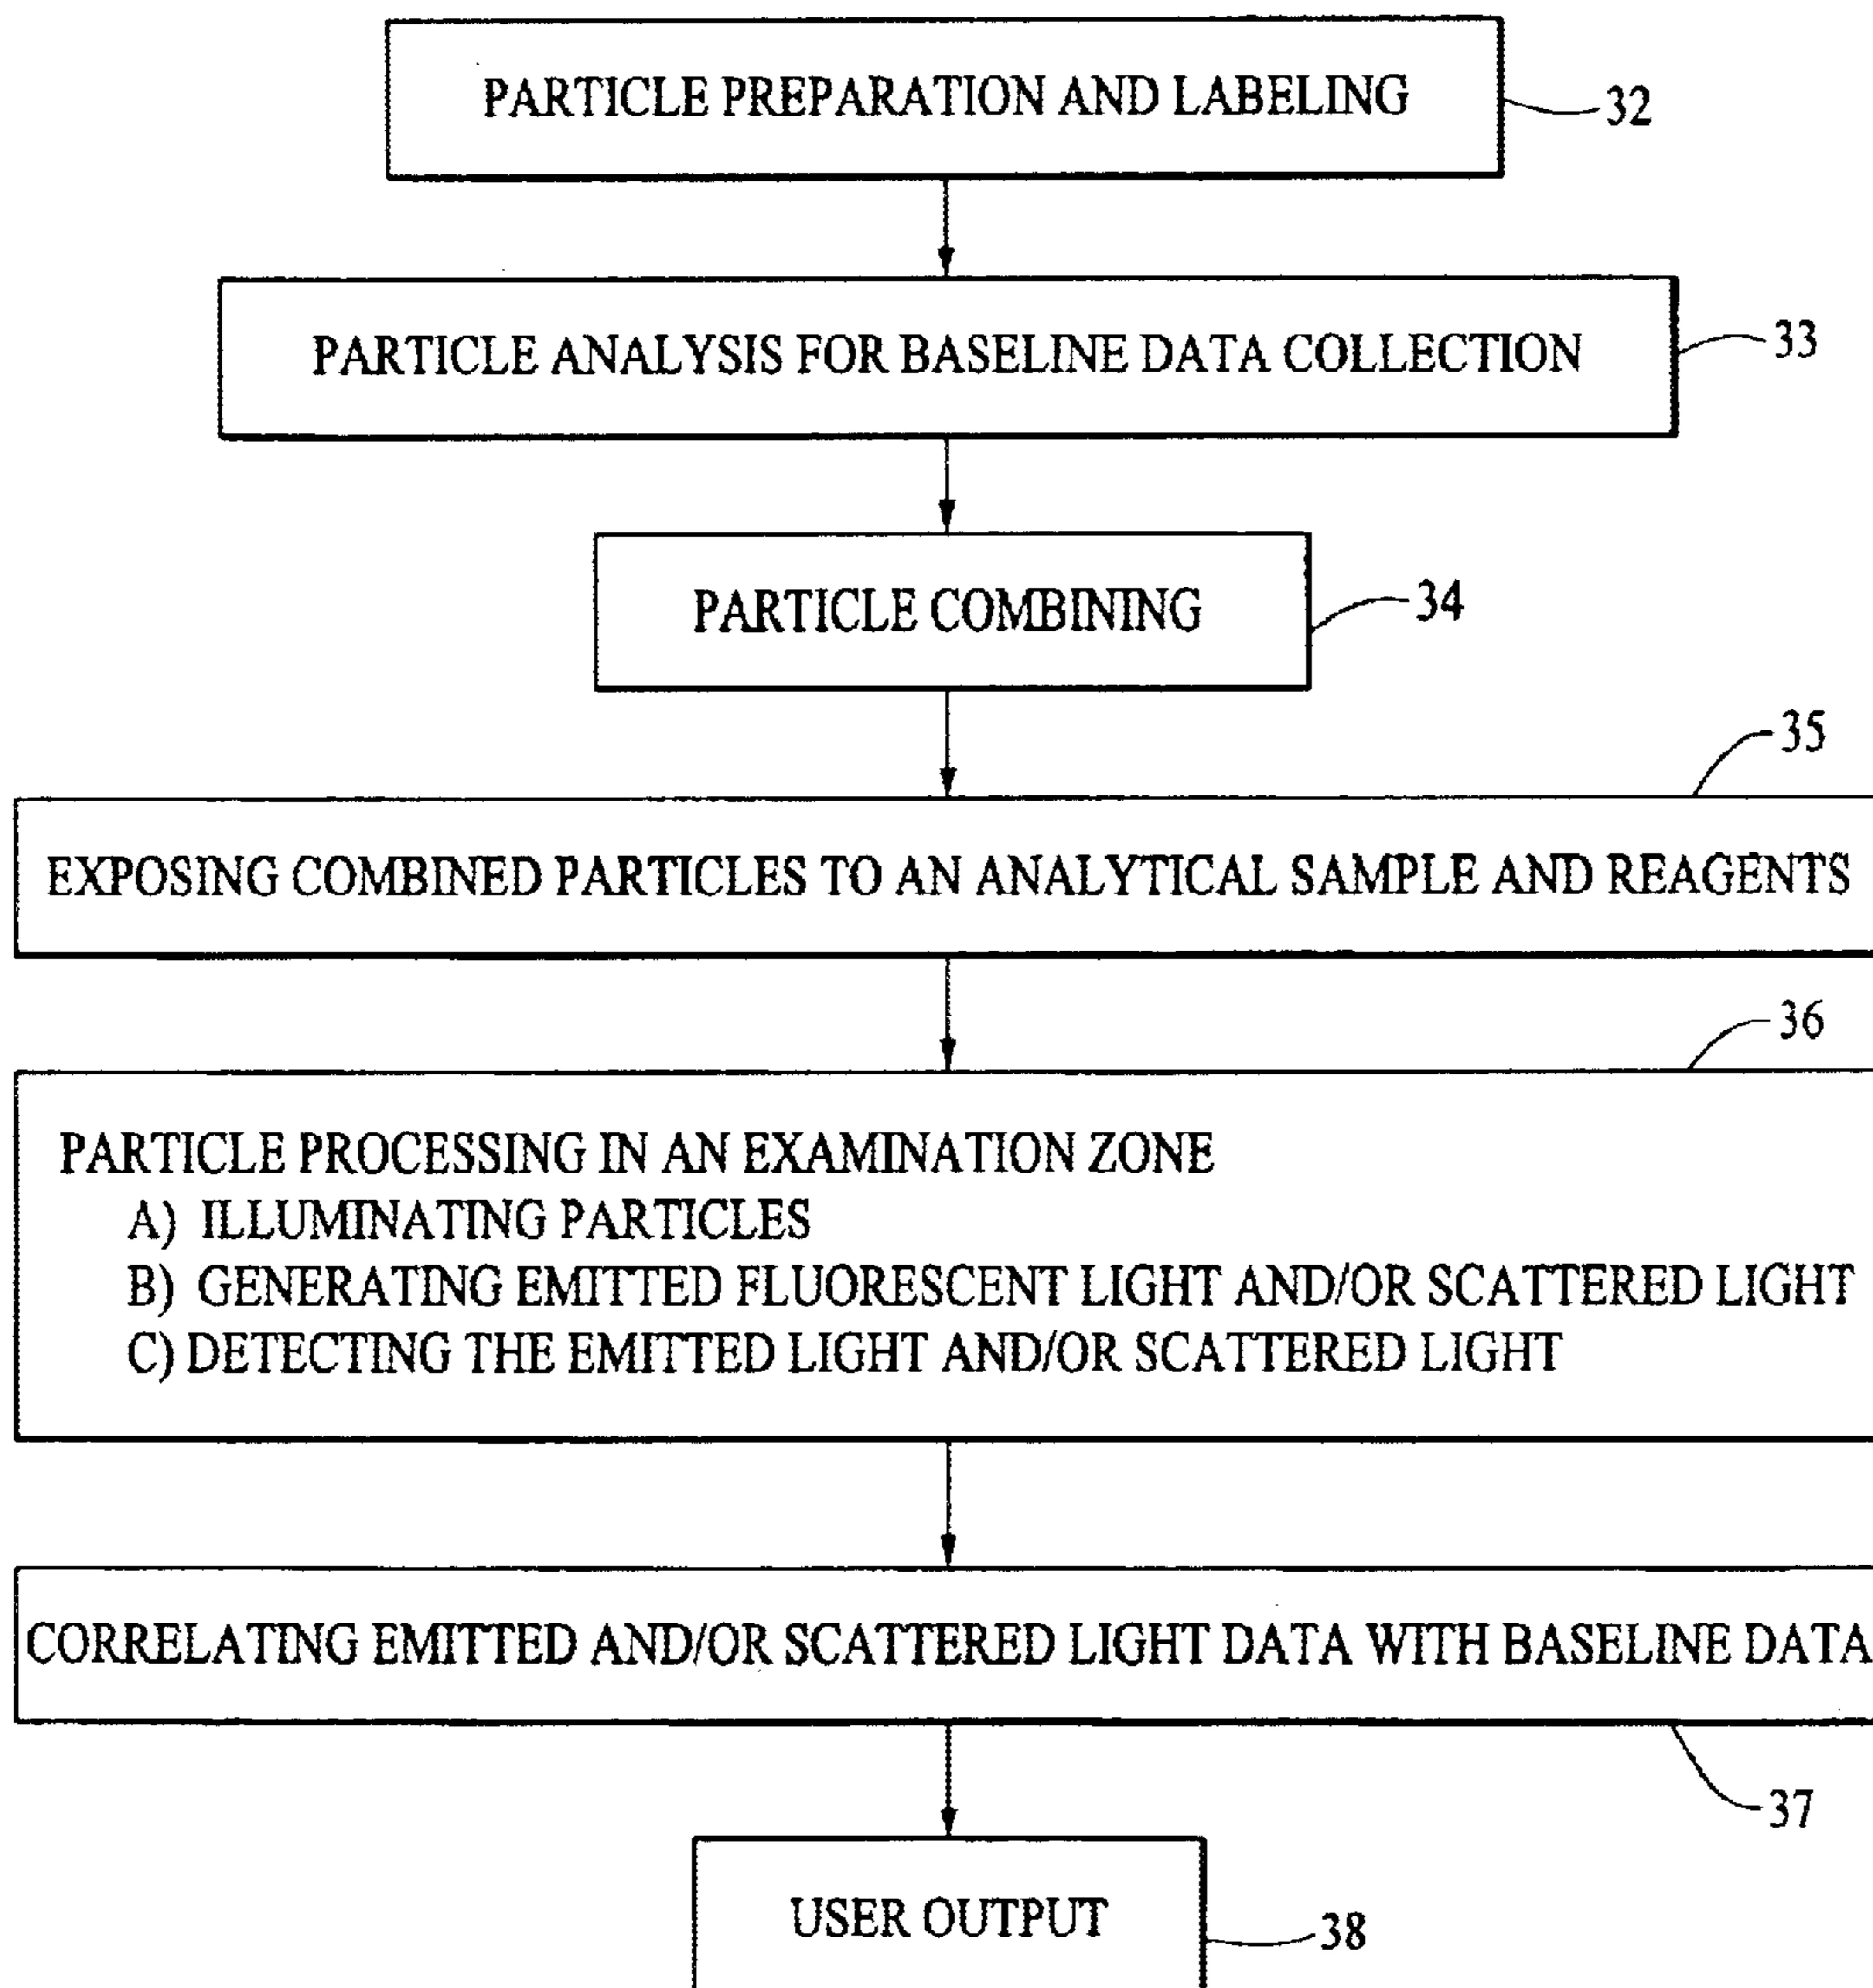 PARTICLE PREPARATION AND LABELING
32
PARTICLE ANALYSIS FOR BASELINE DATA COLLECTION
33
PARTICLE COMBINING
34
35
EXPOSING COMBINED PARTICLES TO AN ANALYTICAL SAMPLE AND REAGENTS
36
PARTICLE PROCESSING IN AN EXAMINATION ZONE
A) ILLUMINATING PARTICLES
B) GENERATING EMITTED FLUORESCENT LIGHT AND/OR SCATTERED LIGHT
C) DETECTING THE EMITTED LIGHT AND/OR SCATTERED LIGHT
CORRELATING EMITTED AND/OR SCATTERED LIGHT DATA WITH BASELINE DATA
37
USER OUTPUT
38